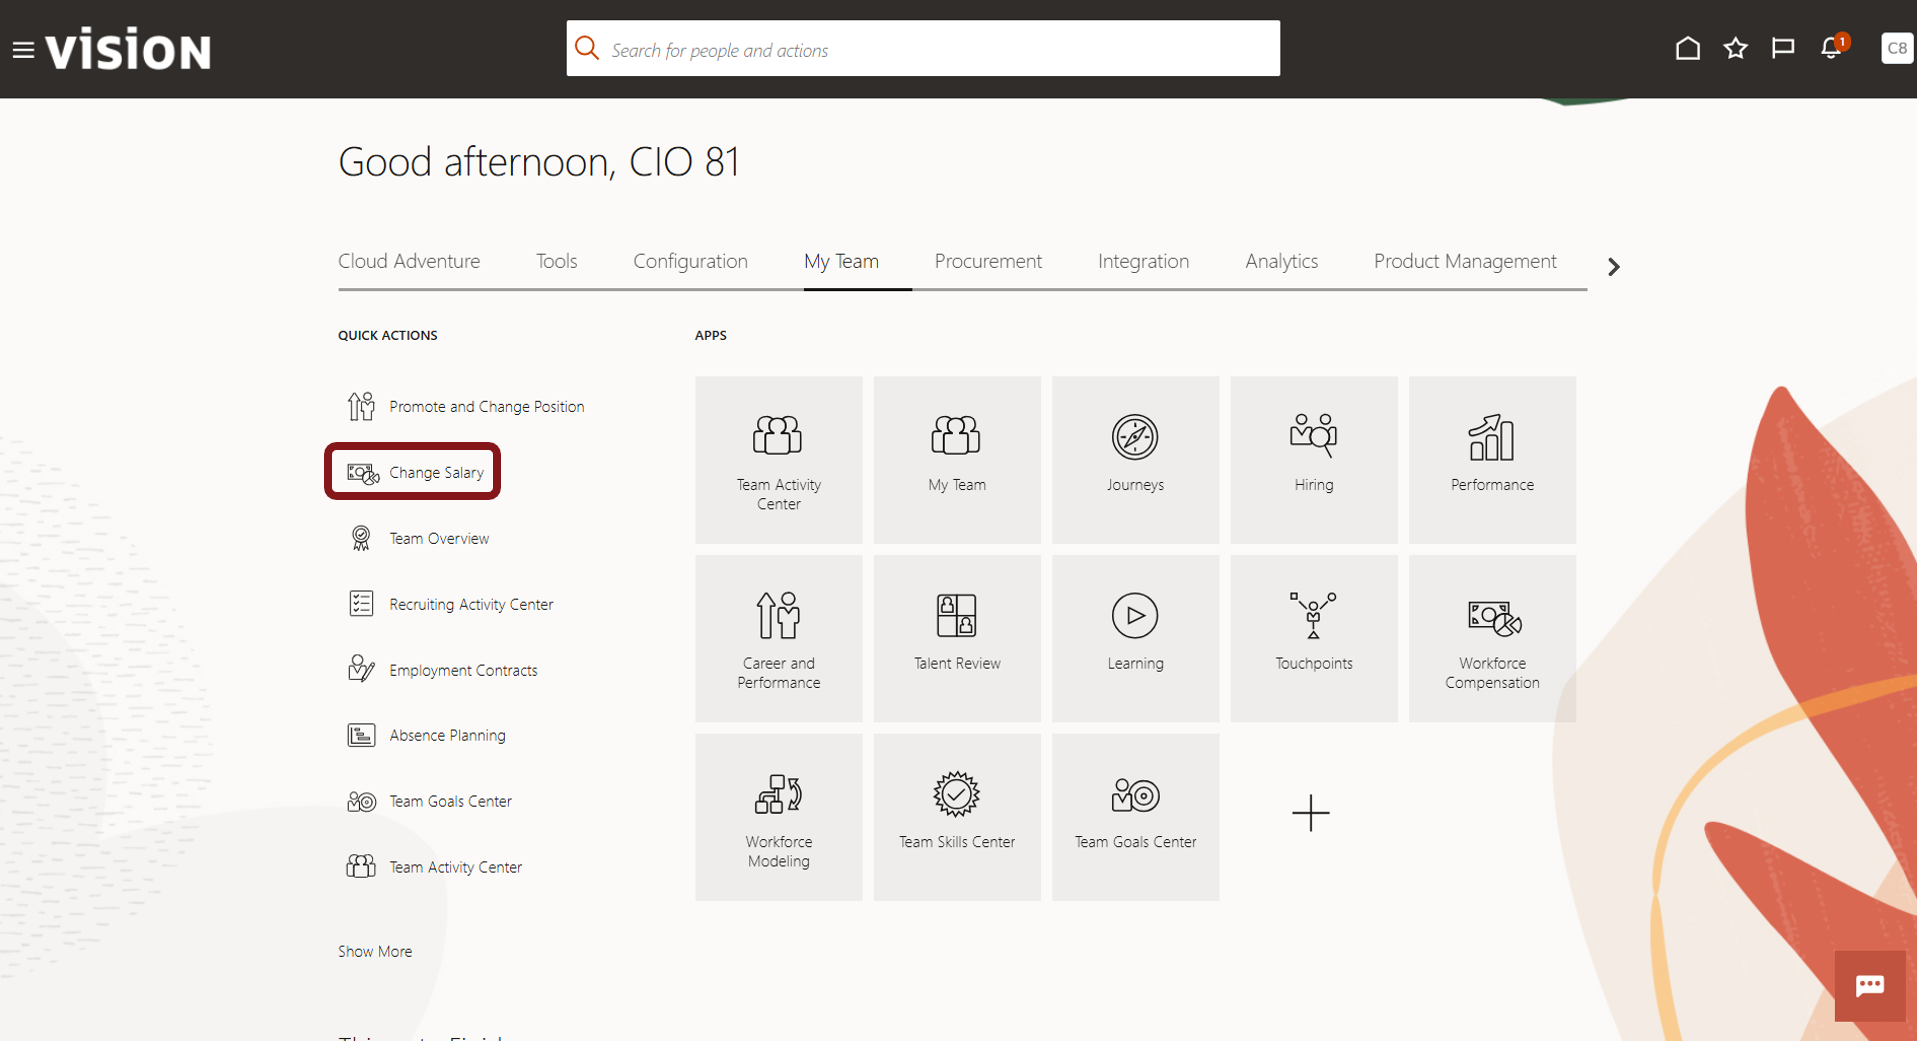 vision
Search for people and actions
1
C8
Good afternoon, CIO 81
Cloud Adventure
Tools
Configuration
My Team
Procurement
Integration
Analytics
Product Management
QUICK ACTIONS
Promote and Change Position
Change Salary
Team Overview
Recruiting Activity Center
Employment Contracts
Absence Planning
Team Goals Center
Team Activity Center
Show More
APPS
Team Activity
Center
My Team
Journeys
Hiring
Performance
Career and
Performance
Talent Review
Learning
Touchpoints
Workforce
Compensation
Workforce
Modeling
Team Skills Center
Team Goals Center